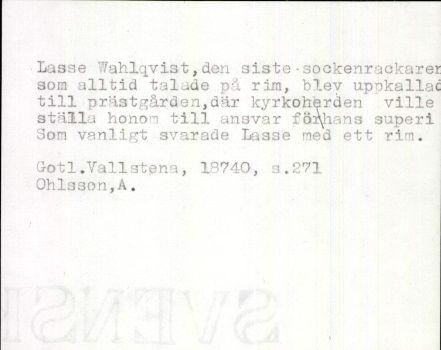 Lasse Wahlqvist,den siste sockenrackaren
som alltid talade på rim, blev uppkallad
till prästgården,där kyrkoherden ville
ställa honom till ansvar för hans superi
Som vanligt svarade Lasse med ett rim.
Gotl.Vallstena, 18740, s.271
Ohlsson,A.
SVENSK